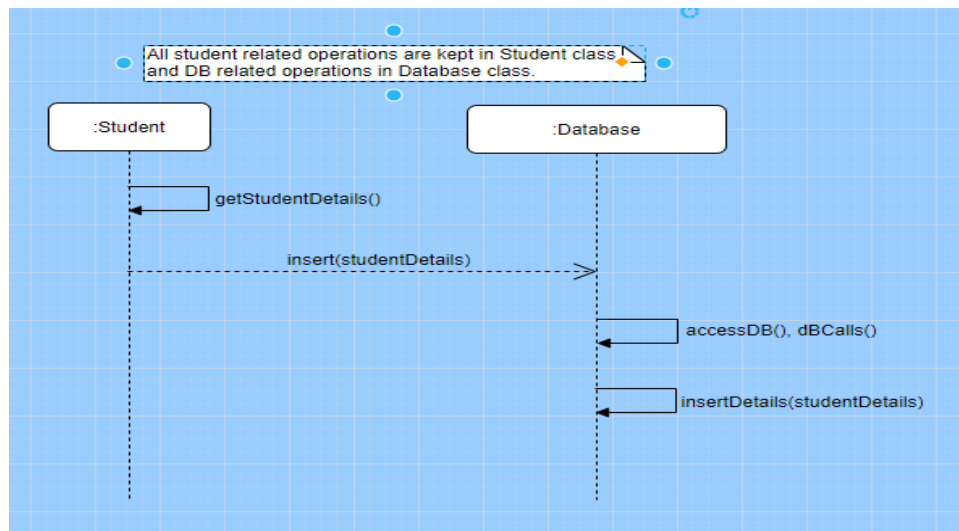 All student related operations are kept in Student class
and DB related operations in Database class.
:Student
:Database
getStudentDetails()
insert(studentDetails)
accessDB(), dBCalls()
insertDetails(studentDetails)